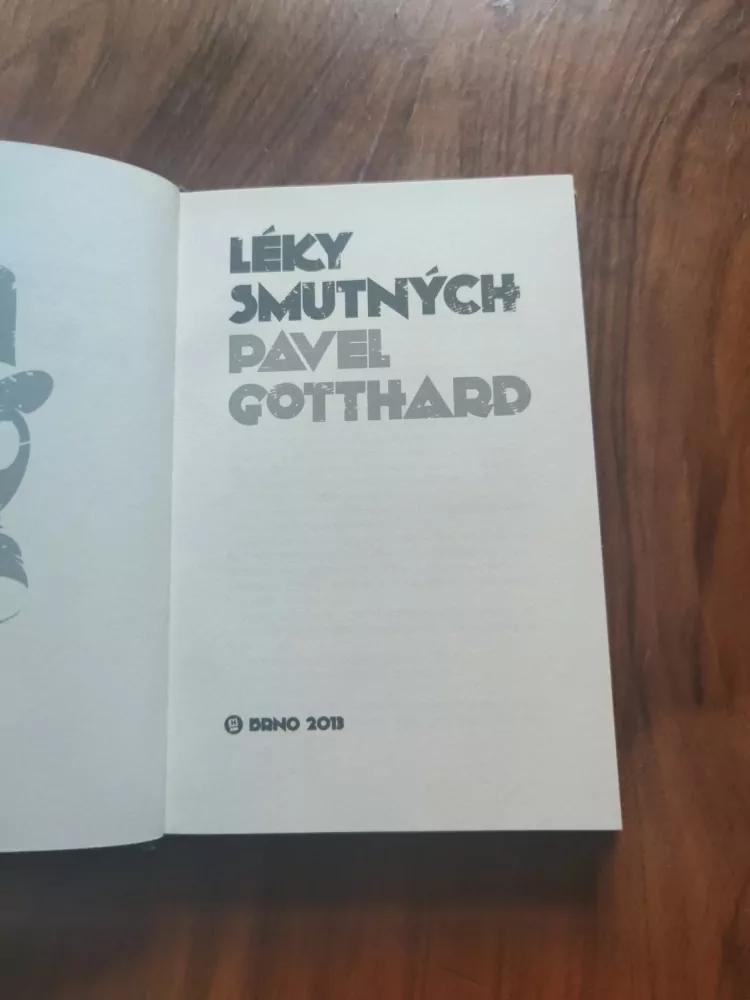 LÉKY
SMUTNÝCH
PAVEL
GOTTHARD
BRNO 2013